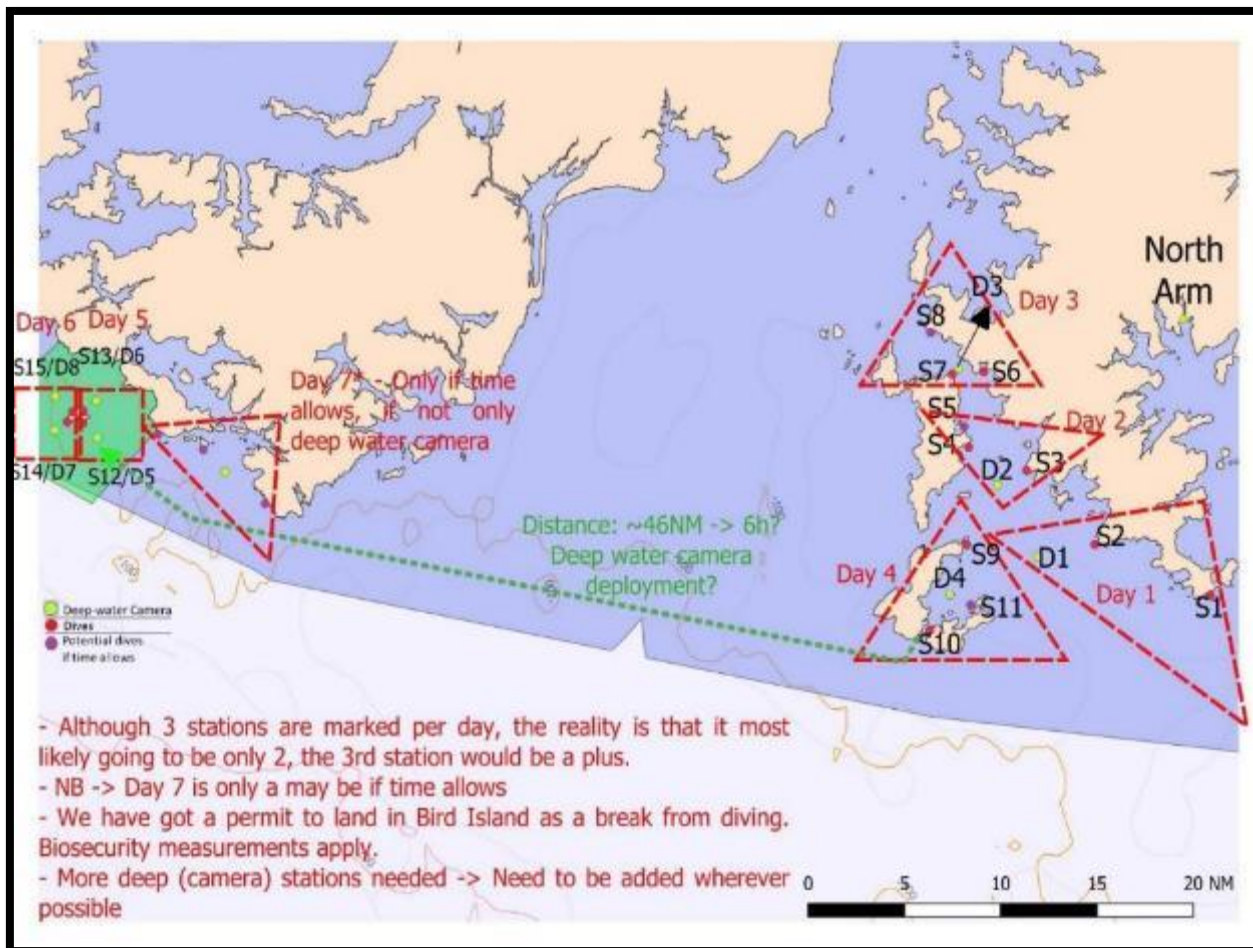 North
Arm
D3
Day 3
S8
S7
S6
Day 6
Day 5
S13/D6
S15/D8
S14/D7
S12/D5
Day 7* - Only if time
allows, if not only
deep water camera
S5
Day 2
S4
S3
D2
Distance: ~46NM -> 6h?
Deep water camera
deployment?
S9
S2
D1
Day 4
D4
Day 1
S1
S11
S10
Deep-water Camera
Dives
Potential dives
if time allows
- Although 3 stations are marked per day, the reality is that it most
likely going to be only 2, the 3rd station would be a plus.
- NB -> Day 7 is only a may be if time allows
- We have got a permit to land in Bird Island as a break from diving.
Biosecurity measurements apply.
- More deep (camera) stations needed -> Need to be added wherever
possible
0 5 10 15 20 NM